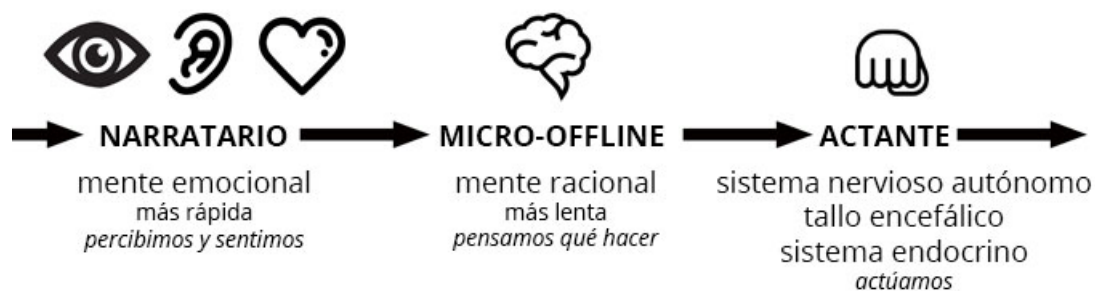 NARRATARIO
mente emocional
más rápida
percibimos y sentimos
MICRO-OFFLINE
mente racional
más lenta
pensamos qué hacer
ACTANTE
sistema nervioso autónomo
tallo encefálico
sistema endocrino
actúamos